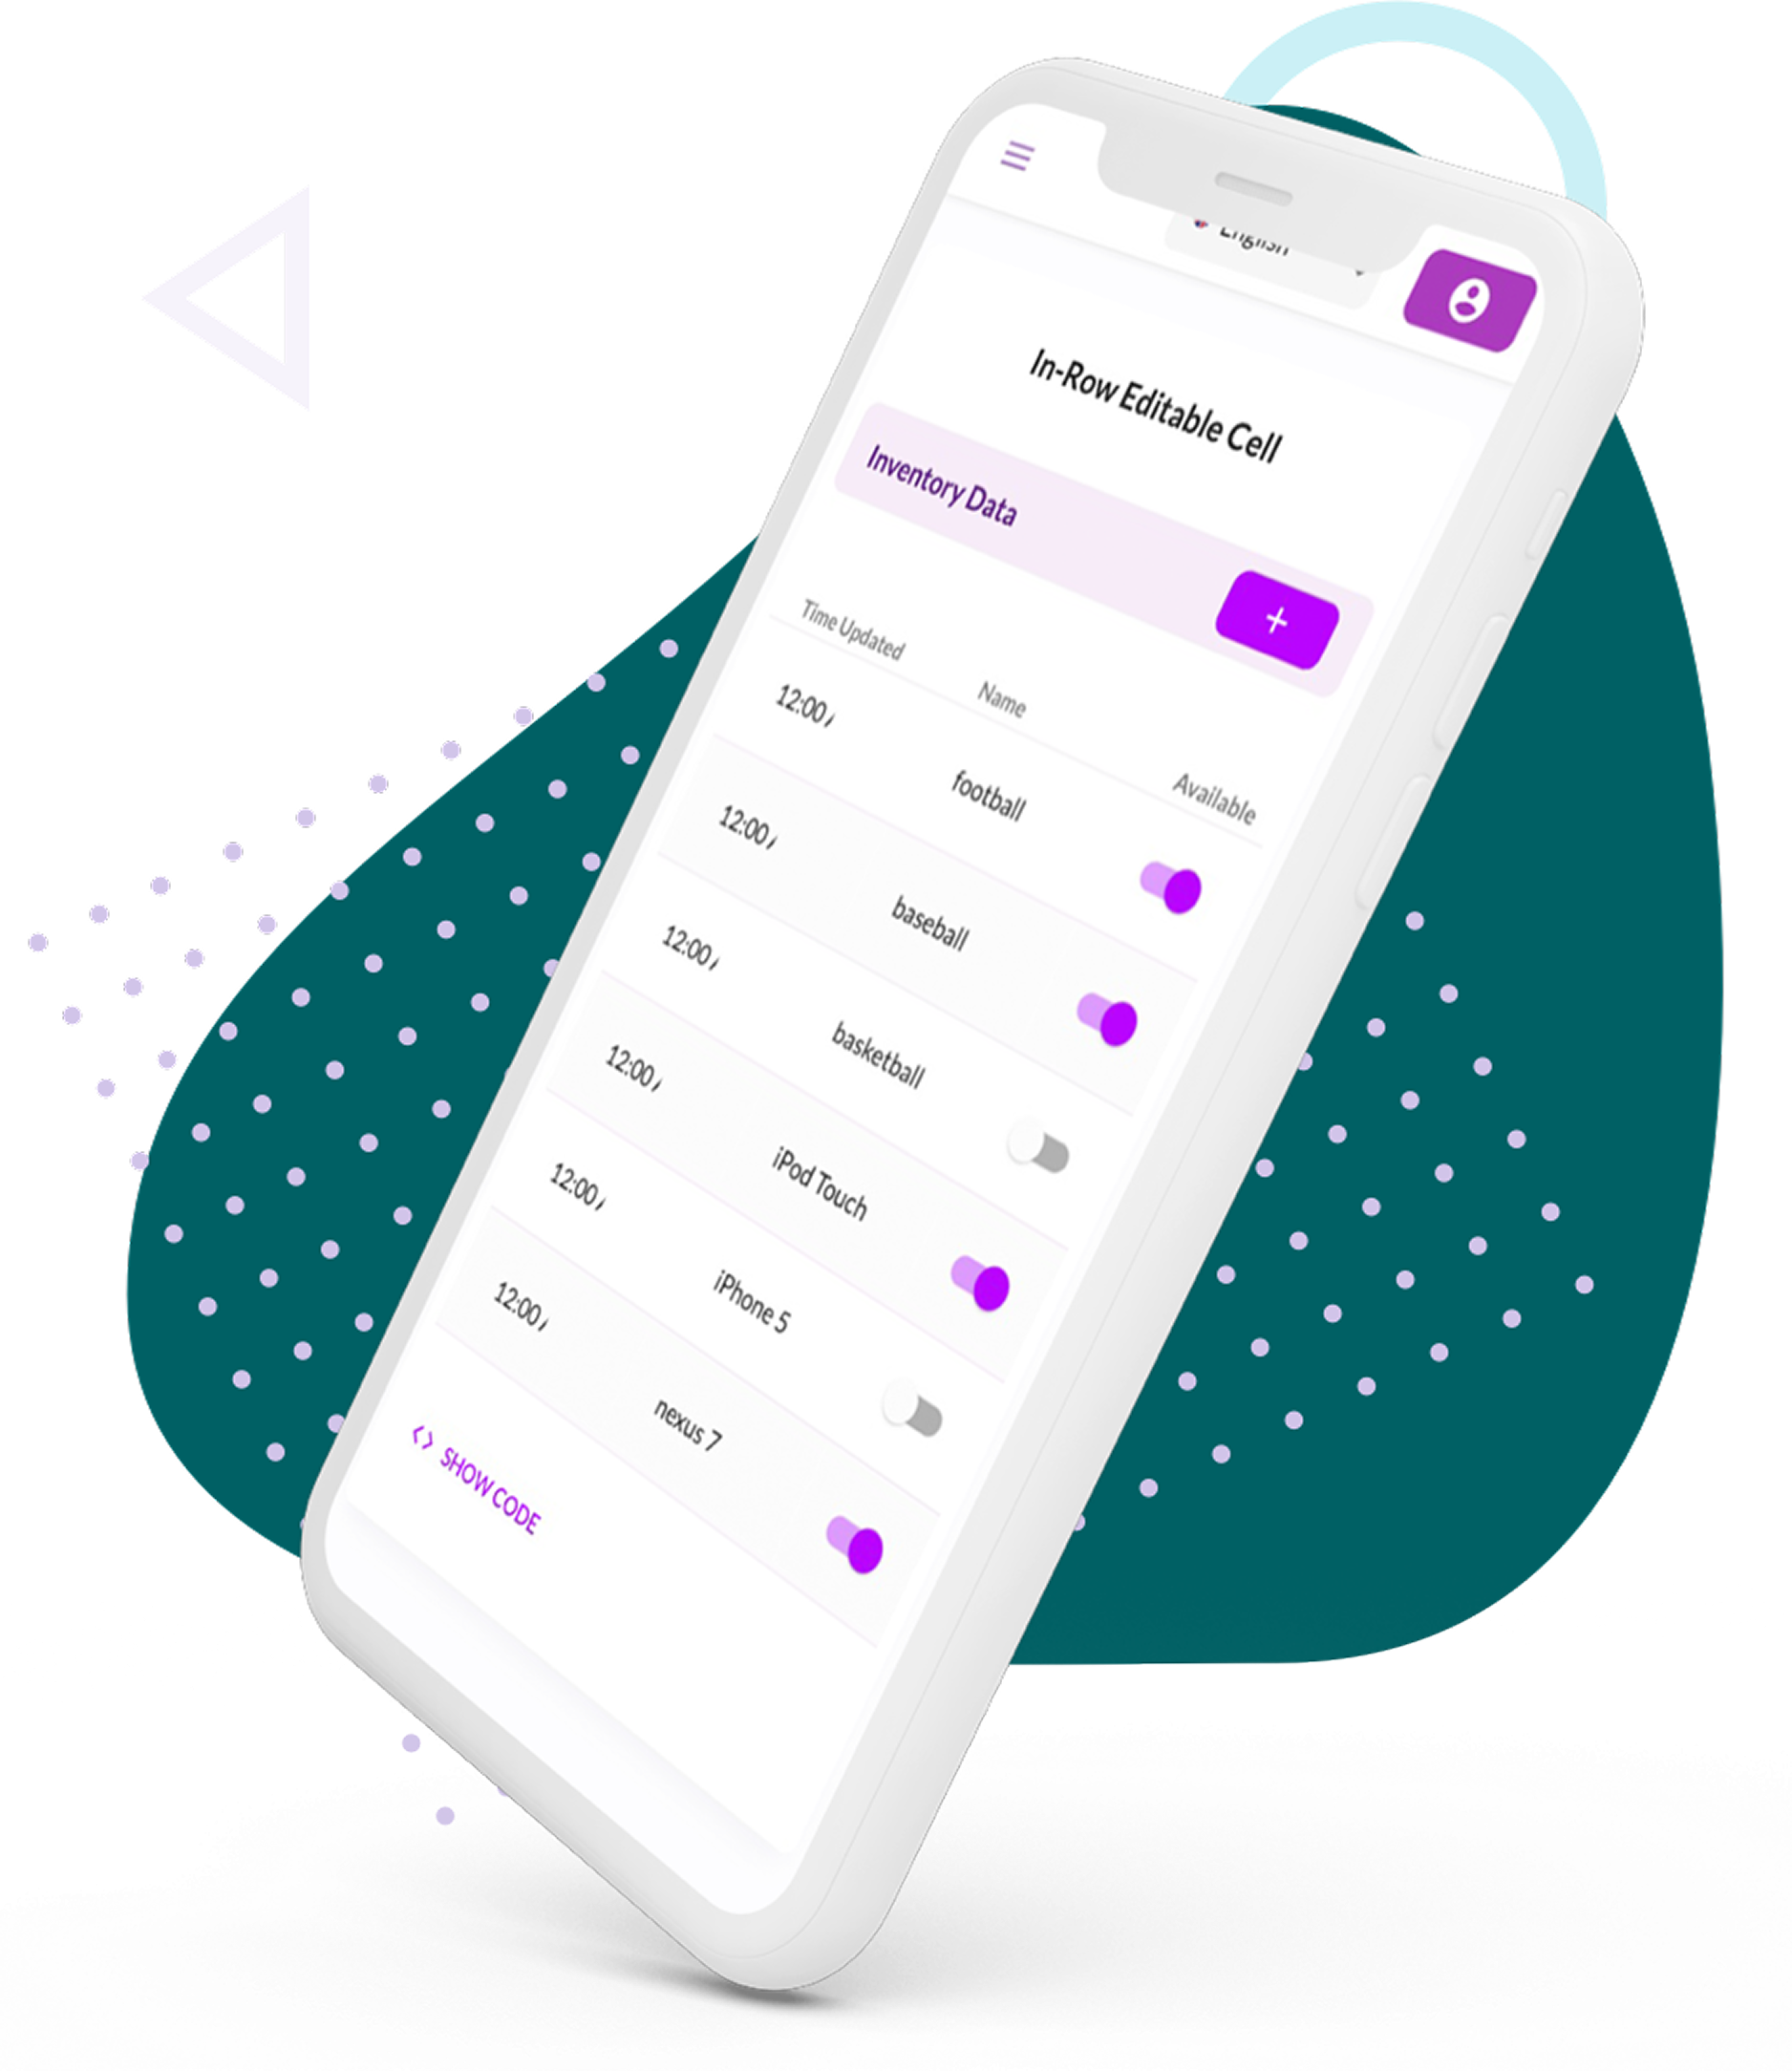 English
In-Row Editable Cell
Inventory Data
+
Time Updated Name Available
12:00 football
12:00 baseball
12:00 basketball
12:00 iPod Touch
12:00 iPhone 5
12:00 nexus 7
<> SHOW CODE